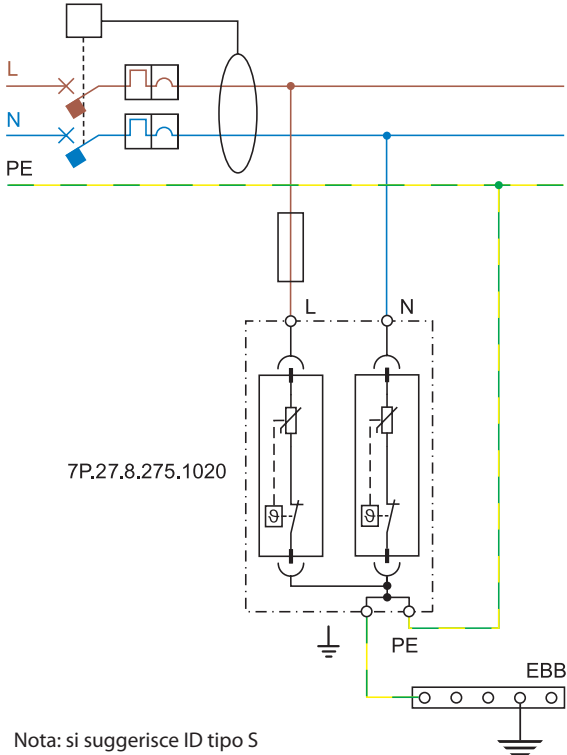 L
N
PE
L
N
7P.27.8.275.1020
ϑ
ϑ
PE
EBB
Nota: si suggerisce ID tipo S